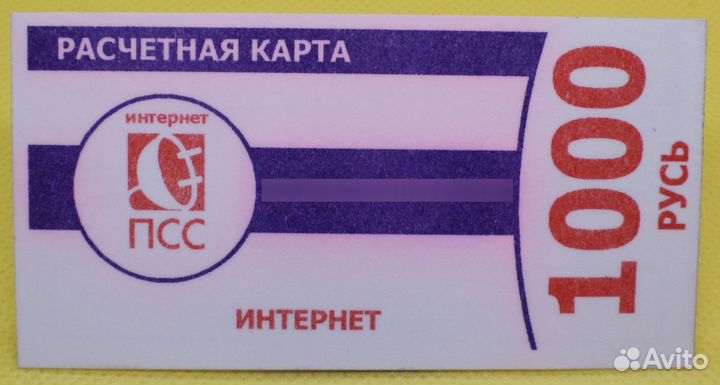 РАСЧЕТНАЯ КАРТА
интернет
ПСС
ИНТЕРНЕТ
1000
РУСЬ
Avito